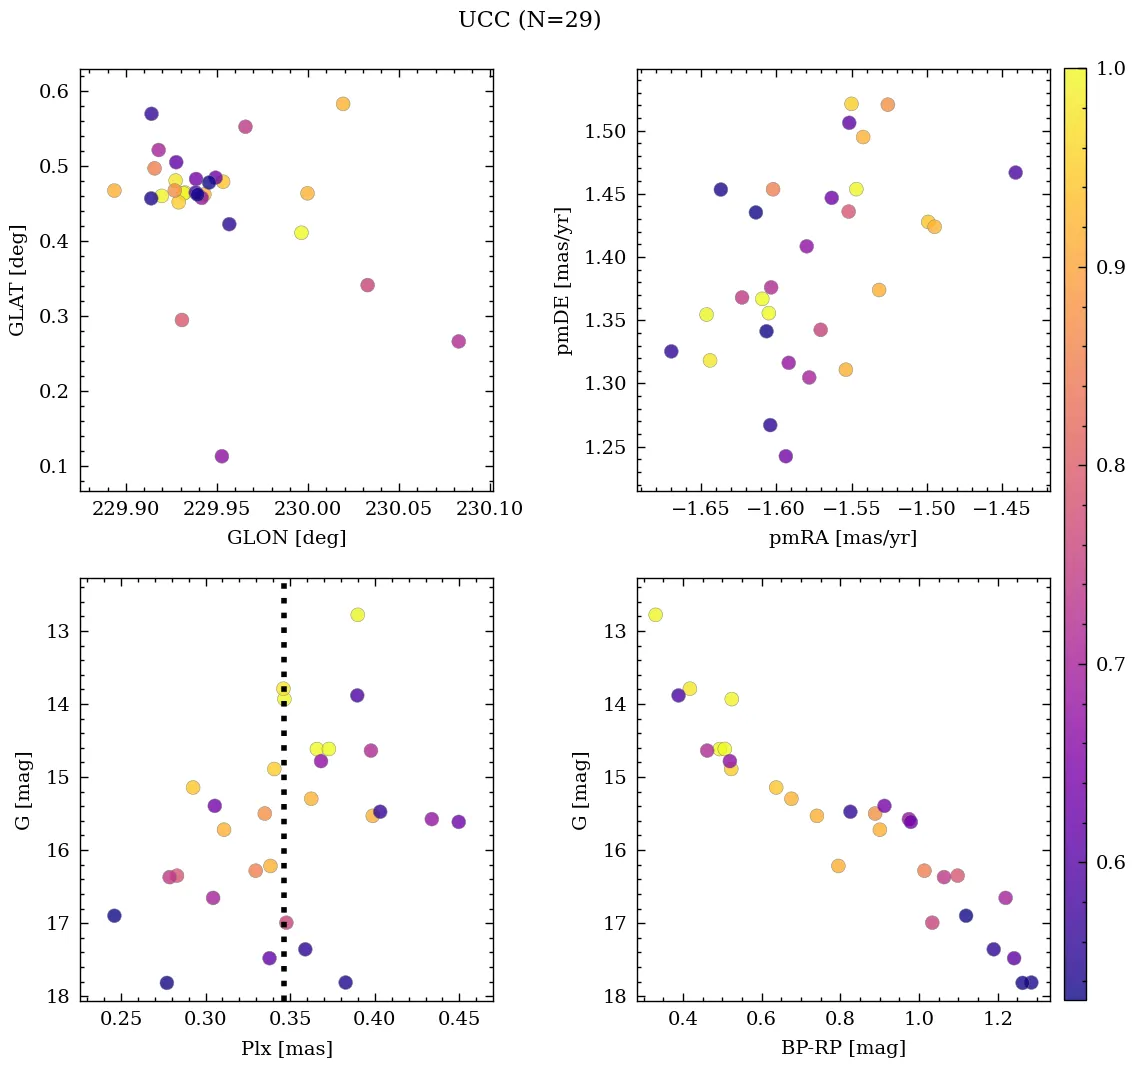 UCC (N=29)
0.6
0.5
0.4
0.3
0.2
0.1
GLAT [deg]
229.90 229.95 230.00 230.05 230.10
GLON [deg]
1.50
1.45
1.40
1.35
1.30
1.25
pmDE [mas/yr]
−1.65 −1.60 −1.55 −1.50 −1.45
pmRA [mas/yr]
1.0
0.9
0.8
0.7
0.6
13
14
15
16
17
18
G [mag]
0.25 0.30 0.35 0.40 0.45
Plx [mas]
13
14
15
16
17
18
G [mag]
0.4 0.6 0.8 1.0 1.2
BP-RP [mag]